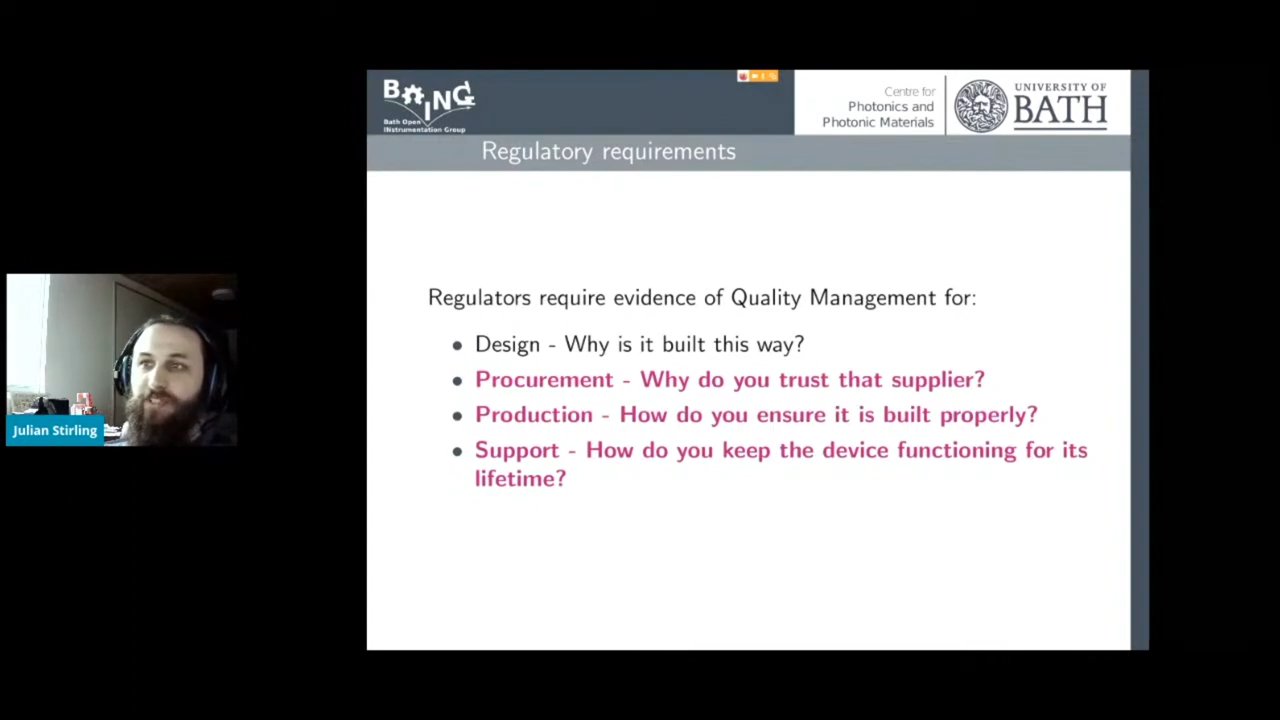 BOING
Bath Open
INstrumentation Group
Centre for
Photonics and
Photonic Materials
UNIVERSITY OF
BATH
Regulatory requirements
Regulators require evidence of Quality Management for:
• Design - Why is it built this way?
• Procurement - Why do you trust that supplier?
• Production - How do you ensure it is built properly?
• Support - How do you keep the device functioning for its
lifetime?
Julian Stirling